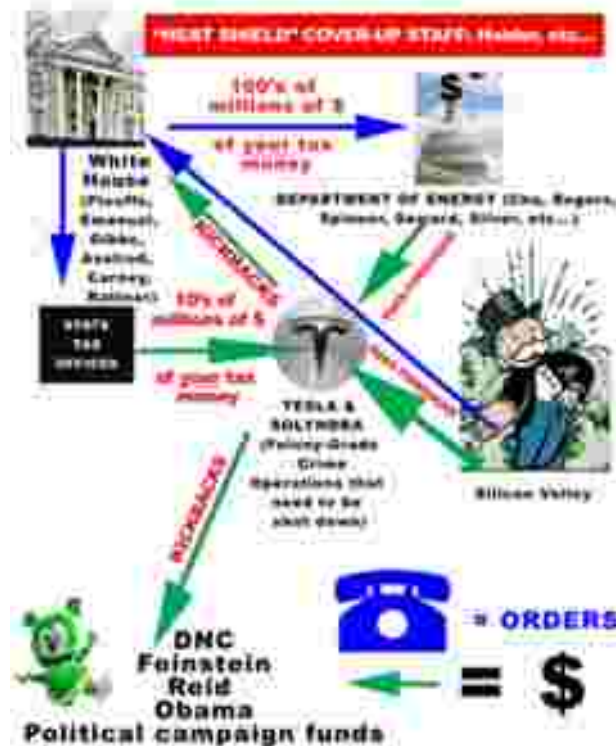 "HEAT SHIELD" COVER-UP STAFF: Holder, etc...
100's of
millions of $
of your tax
money
White
House
(Plouffe,
Emanuel,
Gibbs,
Axelrod,
Carney,
DEPARTMENT OF ENERGY (Chu, Rogers,
Spinner, Seward, Silver, etc...)
KICKBACKS
STATE
TAX
OFFICES
10's of
millions of $
of your tax
money
TESLA &
SOLYNDRA
(Felony-Grade
Crime
Operations that
need to be
shut down)
Silicon Valley
KICKBACKS
DNC
Feinstein
Reid
Obama
Political campaign funds
= ORDERS
= $